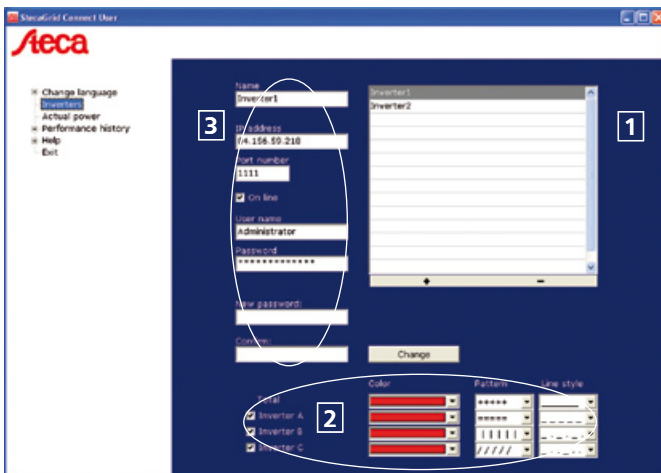 StecaGrid Connect User
Steca
Change language
Inverters
Actual power
Performance history
Help
Exit
3
Name
Inverter1
IP address
74.156.59.218
Port number
1111
On line
User name
Administrator
Password
*************
New password:
Confirm:
Inverter1
Inverter2
+ -
1
Change
Color Pattern Line style
Total
Inverter A
Inverter B
Inverter C
2